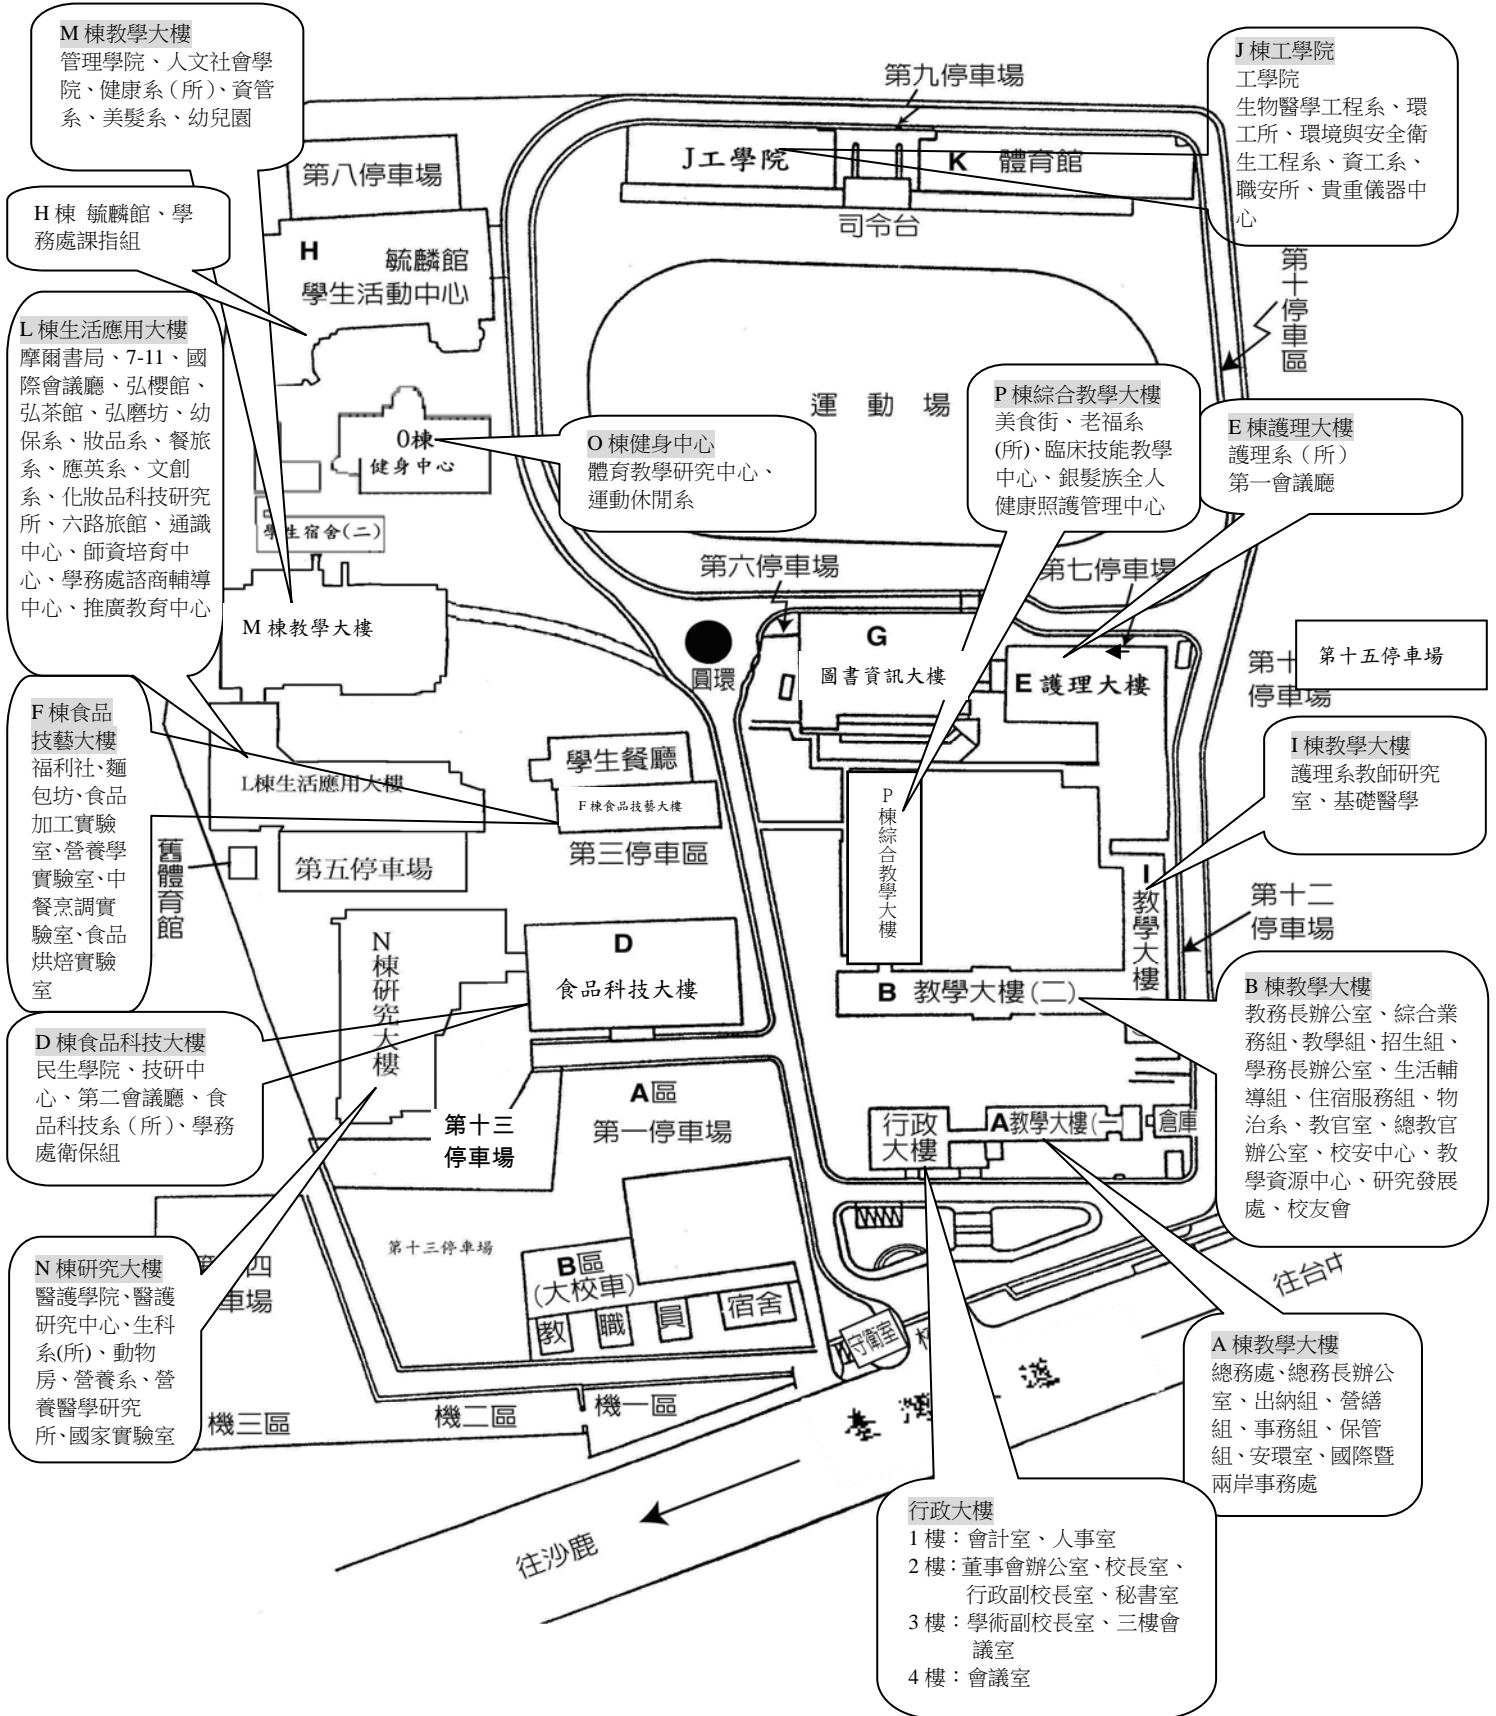 M 棟教學大樓
管理學院、人文社會學
院、健康系（所）、資管
系、美髮系、幼兒園
J 棟工學院
工學院
生物醫學工程系、環
工所、環境與安全衛
生工程系、資工系、
職安所、貴重儀器中
心
第九停車場
J工學院
K 體育館
司令台
第八停車場
H 棟 毓麟館、學
務處課指組
H 毓麟館
學生活動中心
第十停車區
L 棟生活應用大樓
摩爾書局、7-11、國
際會議廳、弘櫻館、
弘茶館、弘磨坊、幼
保系、妝品系、餐旅
系、應英系、文創
系、化妝品科技研究
所、六路旅館、通識
中心、師資培育中
心、學務處諮商輔導
中心、推廣教育中心
運動場
O棟
健身中心
O 棟健身中心
體育教學研究中心、
運動休閒系
P 棟綜合教學大樓
美食街、老福系
(所)、臨床技能教學
中心、銀髮族全人
健康照護管理中心
E 棟護理大樓
護理系（所）
第一會議廳
學生宿舍(二)
第六停車場
第七停車場
M 棟教學大樓
圓環
G
圖書資訊大樓
E 護理大樓
第十
停車場
第十五停車場
F 棟食品
技藝大樓
福利社、麵
包坊、食品
加工實驗
室、營養學
實驗室、中
餐烹調實
驗室、食品
烘焙實驗
室
L棟生活應用大樓
學生餐廳
F 棟食品技藝大樓
第三停車區
P棟綜合教學大樓
I 棟教學大樓
護理系教師研究
室、基礎醫學
舊體育館
第五停車場
I教學大樓
第十二
停車場
N棟研究大樓
D
食品科技大樓
B 教學大樓(二)
B 棟教學大樓
教務長辦公室、綜合業
務組、教學組、招生組、
學務長辦公室、生活輔
導組、住宿服務組、物
治系、教官室、總教官
辦公室、校安中心、教
學資源中心、研究發展
處、校友會
D 棟食品科技大樓
民生學院、技研中
心、第二會議廳、食
品科技系（所）、學務
處衛保組
A區
第一停車場
第十三
停車場
行政
大樓
A教學大樓(一)
倉庫
第十三停車場
N 棟研究大樓
醫護學院、醫護
研究中心、生科
系(所)、動物
房、營養系、營
養醫學研究
所、國家實驗室
四
車場
B區
(大校車)
教 職 員 宿舍
守衛室
往台中
A 棟教學大樓
總務處、總務長辦公
室、出納組、營繕
組、事務組、保管
組、安環室、國際暨
兩岸事務處
機三區
機二區
機一區
往沙鹿
行政大樓
1 樓：會計室、人事室
2 樓：董事會辦公室、校長室、
行政副校長室、秘書室
3 樓：學術副校長室、三樓會
議室
4 樓：會議室